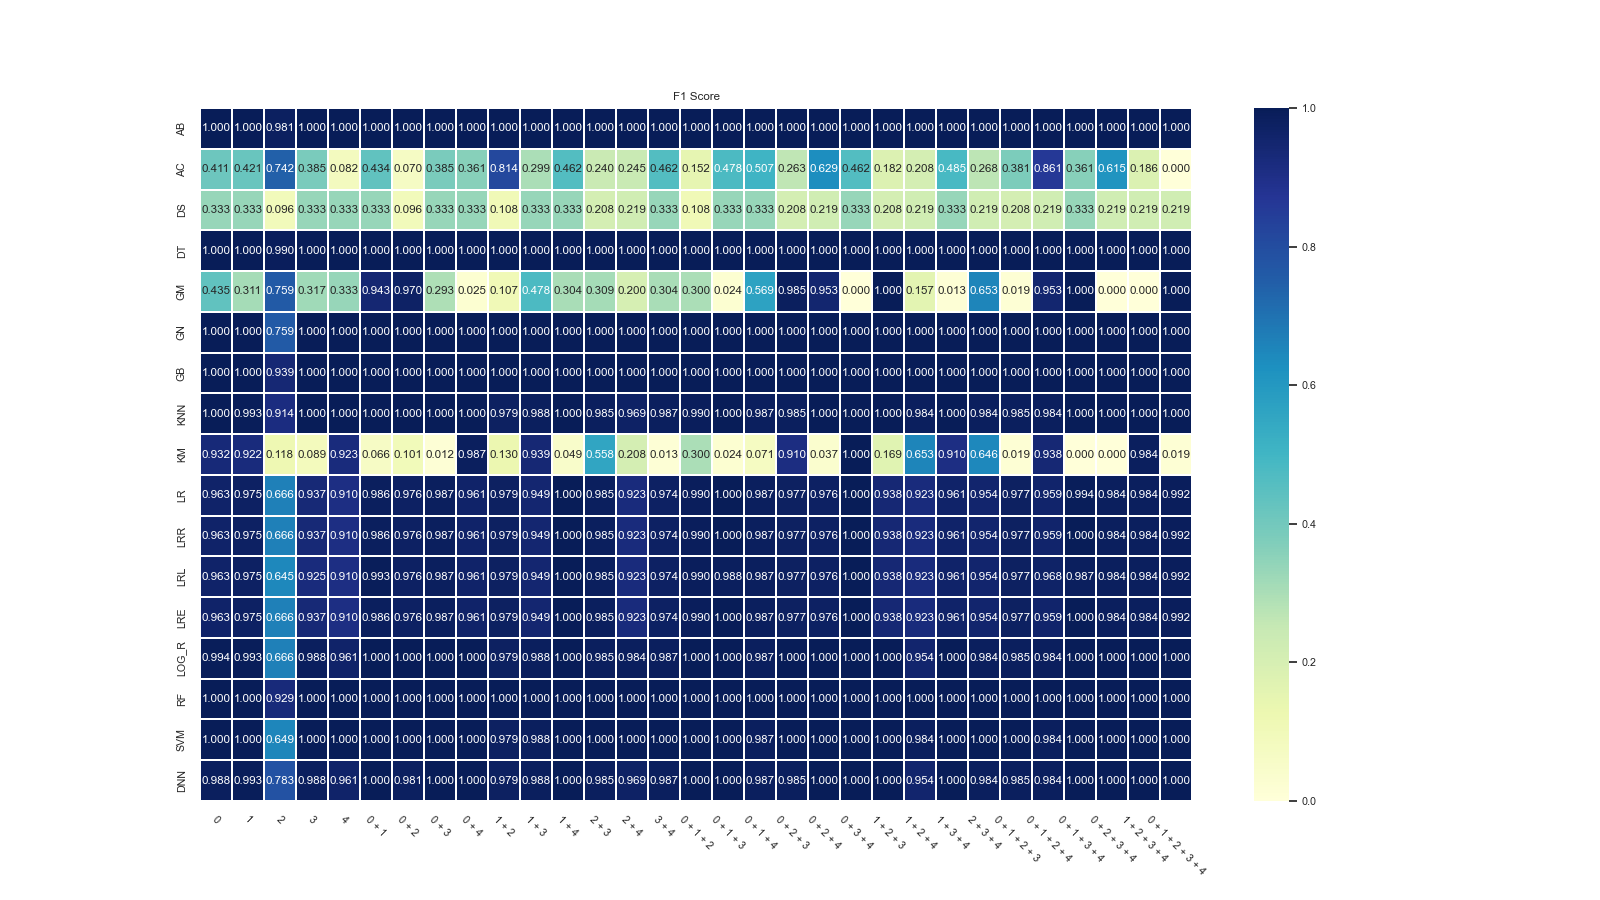 F1 Score
AB 1.000 1.000 0.981 1.000 1.000 1.000 1.000 1.000 1.000 1.000 1.000 1.000 1.000 1.000 1.000 1.000 1.000 1.000 1.000 1.000 1.000 1.000 1.000 1.000 1.000 1.000 1.000 1.000 1.000 1.000 1.000
AC 0.411 0.421 0.742 0.385 0.082 0.434 0.070 0.385 0.361 0.814 0.299 0.462 0.240 0.245 0.462 0.152 0.478 0.507 0.263 0.629 0.462 0.182 0.208 0.485 0.268 0.381 0.861 0.361 0.615 0.186 0.000
DS 0.333 0.333 0.096 0.333 0.333 0.333 0.096 0.333 0.333 0.108 0.333 0.333 0.208 0.219 0.333 0.108 0.333 0.333 0.208 0.219 0.333 0.208 0.219 0.333 0.219 0.208 0.219 0.333 0.219 0.219 0.219
DT 1.000 1.000 0.990 1.000 1.000 1.000 1.000 1.000 1.000 1.000 1.000 1.000 1.000 1.000 1.000 1.000 1.000 1.000 1.000 1.000 1.000 1.000 1.000 1.000 1.000 1.000 1.000 1.000 1.000 1.000 1.000
GM 0.435 0.311 0.759 0.317 0.333 0.943 0.970 0.293 0.025 0.107 0.478 0.304 0.309 0.200 0.304 0.300 0.024 0.569 0.985 0.953 0.000 1.000 0.157 0.013 0.653 0.019 0.953 1.000 0.000 0.000 1.000
GN 1.000 1.000 0.759 1.000 1.000 1.000 1.000 1.000 1.000 1.000 1.000 1.000 1.000 1.000 1.000 1.000 1.000 1.000 1.000 1.000 1.000 1.000 1.000 1.000 1.000 1.000 1.000 1.000 1.000 1.000 1.000
GB 1.000 1.000 0.939 1.000 1.000 1.000 1.000 1.000 1.000 1.000 1.000 1.000 1.000 1.000 1.000 1.000 1.000 1.000 1.000 1.000 1.000 1.000 1.000 1.000 1.000 1.000 1.000 1.000 1.000 1.000 1.000
KNN 1.000 0.993 0.914 1.000 1.000 1.000 1.000 1.000 1.000 0.979 0.988 1.000 0.985 0.969 0.987 0.990 1.000 0.987 0.985 1.000 1.000 1.000 0.984 1.000 0.984 0.985 0.984 1.000 1.000 1.000 1.000
KM 0.932 0.922 0.118 0.089 0.923 0.066 0.101 0.012 0.987 0.130 0.939 0.049 0.558 0.208 0.013 0.300 0.024 0.071 0.910 0.037 1.000 0.169 0.653 0.910 0.646 0.019 0.938 0.000 0.000 0.984 0.019
LR 0.963 0.975 0.666 0.937 0.910 0.986 0.976 0.987 0.961 0.979 0.949 1.000 0.985 0.923 0.974 0.990 1.000 0.987 0.977 0.976 1.000 0.938 0.923 0.961 0.954 0.977 0.959 0.994 0.984 0.984 0.992
LRR 0.963 0.975 0.666 0.937 0.910 0.986 0.976 0.987 0.961 0.979 0.949 1.000 0.985 0.923 0.974 0.990 1.000 0.987 0.977 0.976 1.000 0.938 0.923 0.961 0.954 0.977 0.959 1.000 0.984 0.984 0.992
LRL 0.963 0.975 0.645 0.925 0.910 0.993 0.976 0.987 0.961 0.979 0.949 1.000 0.985 0.923 0.974 0.990 0.988 0.987 0.977 0.976 1.000 0.938 0.923 0.961 0.954 0.977 0.968 0.987 0.984 0.984 0.992
LRE 0.963 0.975 0.666 0.937 0.910 0.986 0.976 0.987 0.961 0.979 0.949 1.000 0.985 0.923 0.974 0.990 1.000 0.987 0.977 0.976 1.000 0.938 0.923 0.961 0.954 0.977 0.959 1.000 0.984 0.984 0.992
LOG_R 0.994 0.993 0.666 0.988 0.961 1.000 1.000 1.000 1.000 0.979 0.988 1.000 0.985 0.984 0.987 1.000 1.000 0.987 1.000 1.000 1.000 1.000 0.954 1.000 0.984 0.985 0.984 1.000 1.000 1.000 1.000
RF 1.000 1.000 0.929 1.000 1.000 1.000 1.000 1.000 1.000 1.000 1.000 1.000 1.000 1.000 1.000 1.000 1.000 1.000 1.000 1.000 1.000 1.000 1.000 1.000 1.000 1.000 1.000 1.000 1.000 1.000 1.000
SVM 1.000 1.000 0.649 1.000 1.000 1.000 1.000 1.000 1.000 0.979 0.988 1.000 1.000 1.000 1.000 1.000 1.000 0.987 1.000 1.000 1.000 1.000 0.984 1.000 1.000 1.000 0.984 1.000 1.000 1.000 1.000
DNN 0.988 0.993 0.783 0.988 0.961 1.000 0.981 1.000 1.000 0.979 0.988 1.000 0.985 0.969 0.987 1.000 1.000 0.987 0.985 1.000 1.000 1.000 0.954 1.000 0.984 0.985 0.984 1.000 1.000 1.000 1.000
0
1
2
3
4
0 + 1
0 + 2
0 + 3
0 + 4
1 + 2
1 + 3
1 + 4
2 + 3
2 + 4
3 + 4
0 + 1 + 2
0 + 1 + 3
0 + 1 + 4
0 + 2 + 3
0 + 2 + 4
0 + 3 + 4
1 + 2 + 3
1 + 2 + 4
1 + 3 + 4
2 + 3 + 4
0 + 1 + 2 + 3
0 + 1 + 2 + 4
0 + 1 + 3 + 4
0 + 2 + 3 + 4
1 + 2 + 3 + 4
0 + 1 + 2 + 3 + 4
1.0
0.8
0.6
0.4
0.2
0.0